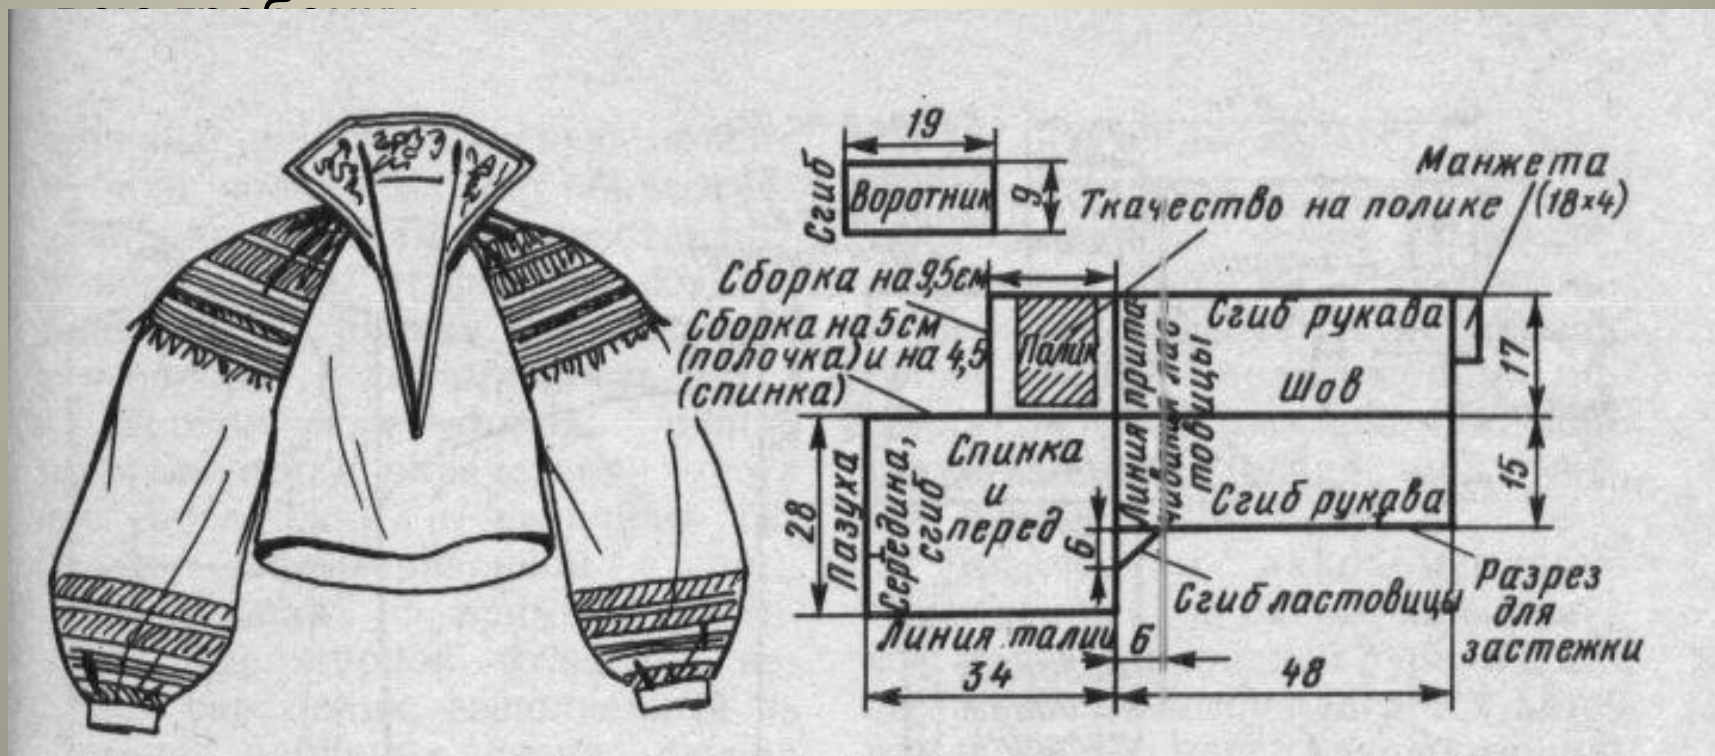 19
Сгиб
Воротник
9
Манжета
(18×4)
Ткачество на полике
Сборка на 9,5см
Сборка на 5см
(полочка) и на 4,5
(спинка)
Полик
Сгиб рукава
Шов
17
Линия притачивания ластовицы
Спинка
и
перед
Середина,
сгиб
Пазуха
28
6
Сгиб рукава
15
Сгиб ластовицы
Разрез
для
застежки
Линия талии
6
34
48